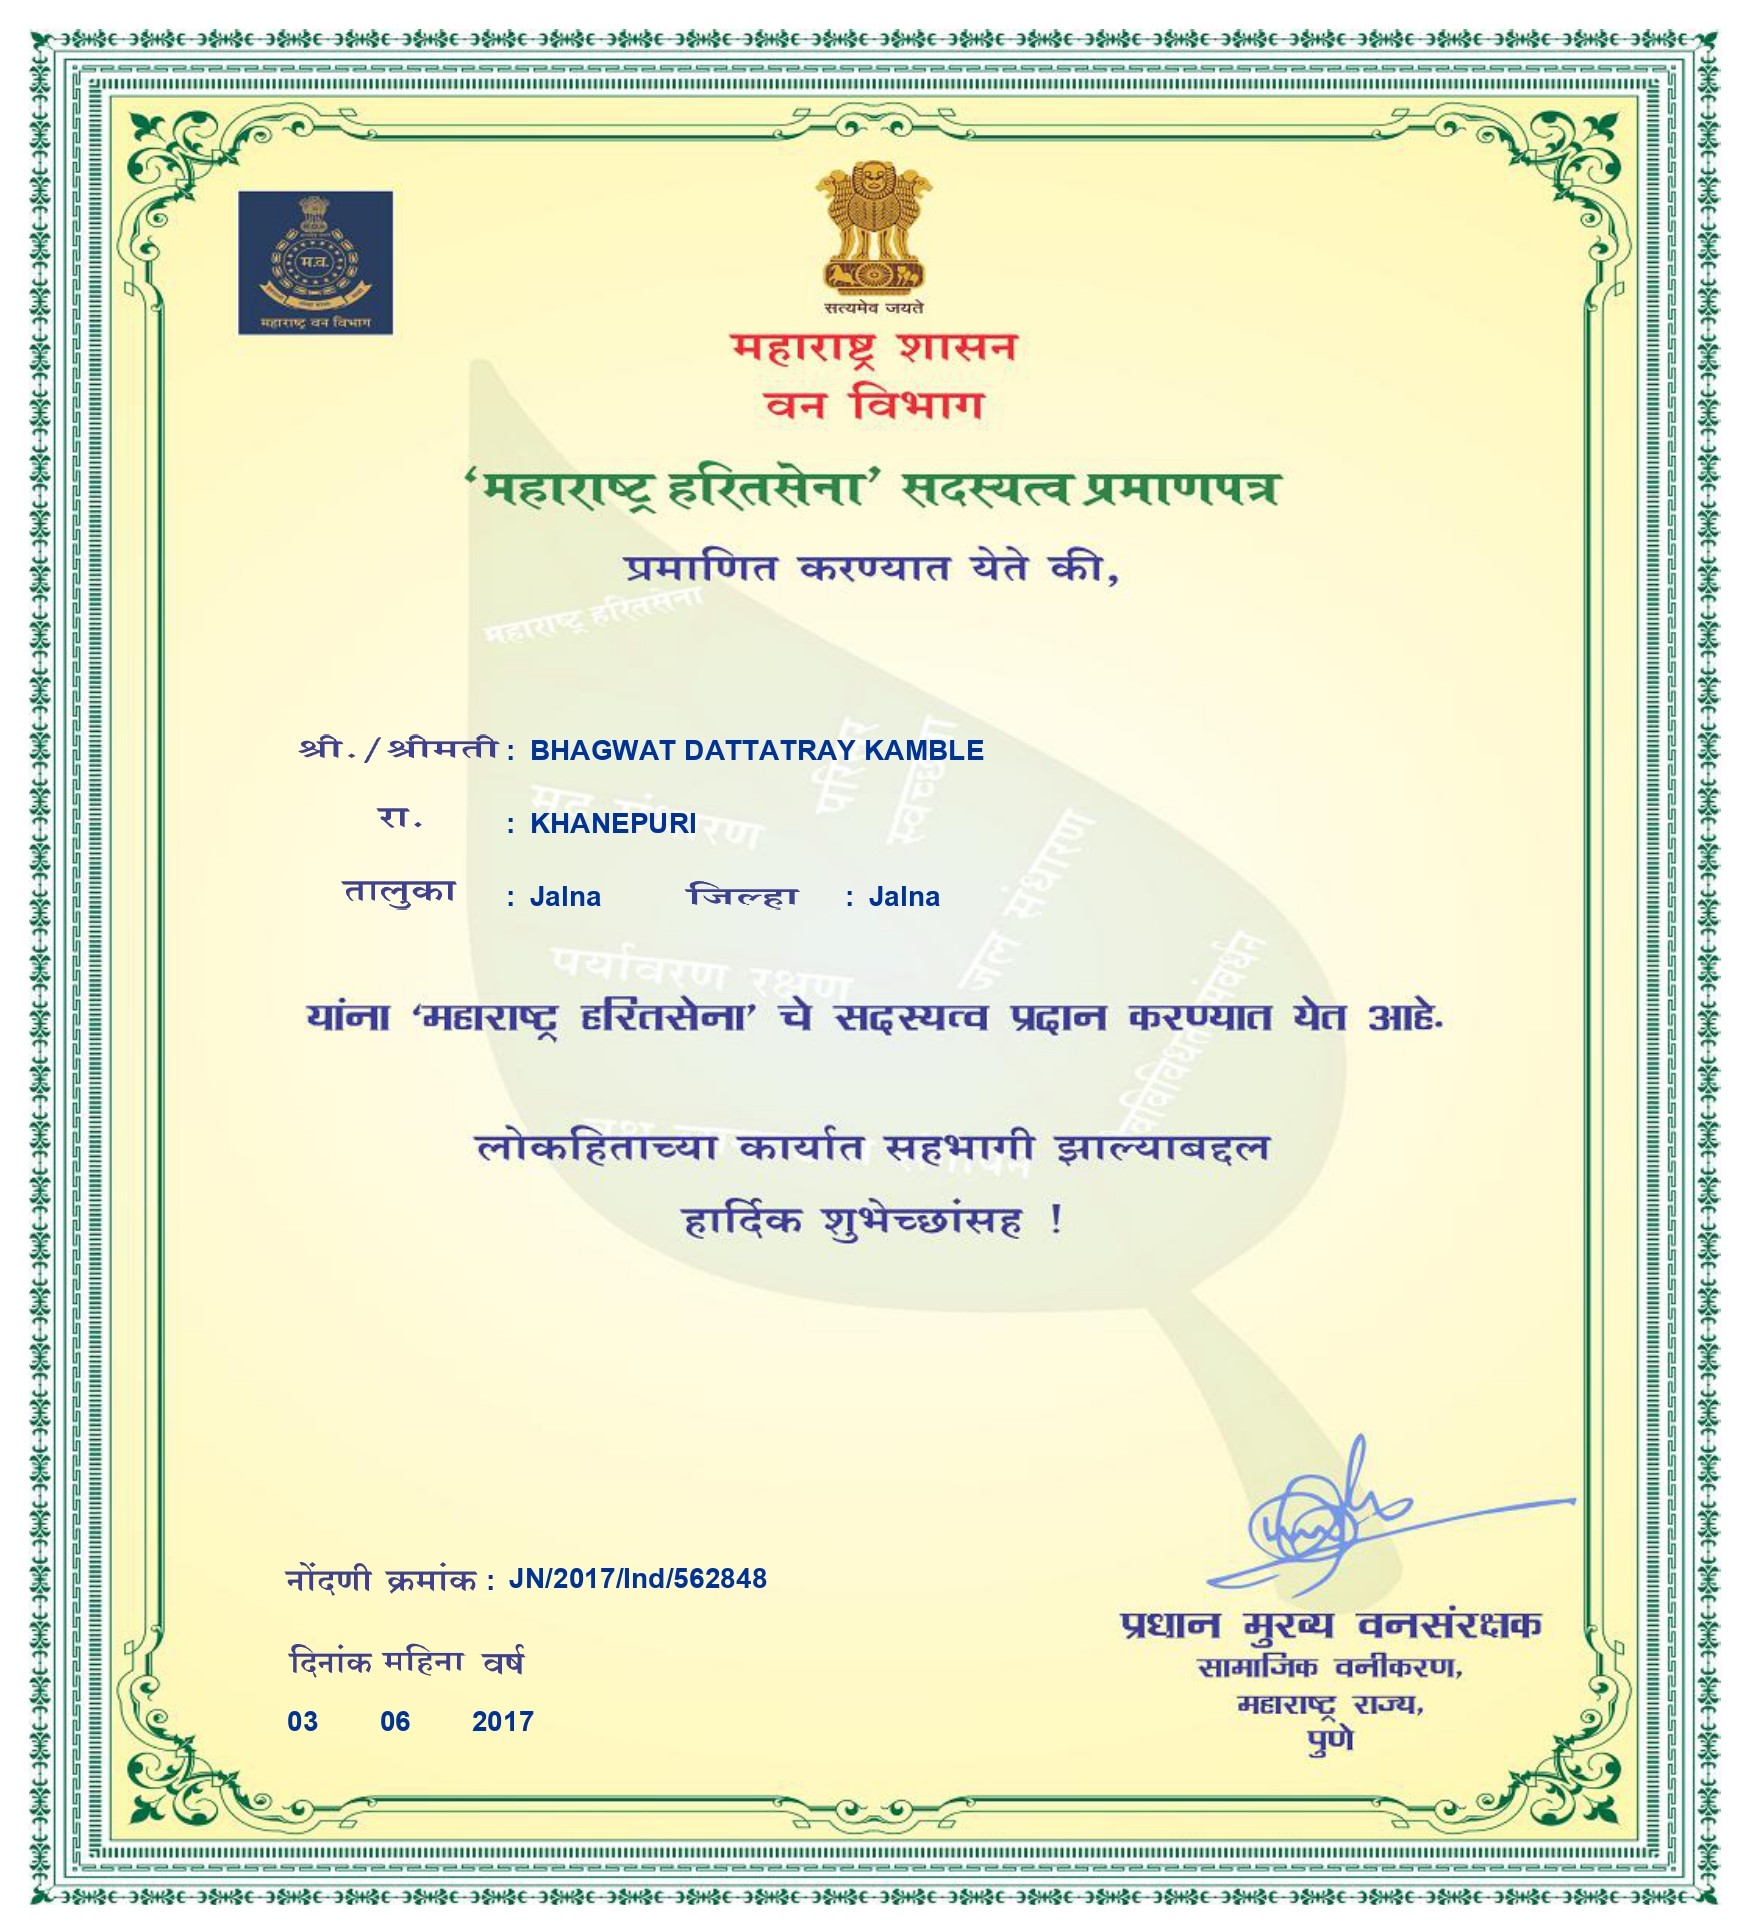 म.व.
महाराष्ट्र वन विभाग
सत्यमेव जयते
महाराष्ट्र शासन
वन विभाग
‘महाराष्ट्र हरितसेना’ सदस्यत्व प्रमाणपत्र
प्रमाणित करण्यात येते की,
महाराष्ट्र हरितसेना
श्री./श्रीमती : BHAGWAT DATTATRAY KAMBLE
स्वच्छता
रा. : KHANEPURI
तालुका : Jalna जिल्हा : Jalna
जल संधारण
पर्यावरण रक्षण
यांना ‘महाराष्ट्र हरितसेना’ चे सदस्यत्व प्रदान करण्यात येत आहे.
लोकहिताच्या कार्यात सहभागी झाल्याबद्दल
हार्दिक शुभेच्छांसह !
नोंदणी क्रमांक : JN/2017/Ind/562848
दिनांक महिना वर्ष
03 06 2017
प्रधान मुख्य वनसंरक्षक
सामाजिक वनीकरण,
महाराष्ट्र राज्य,
पुणे